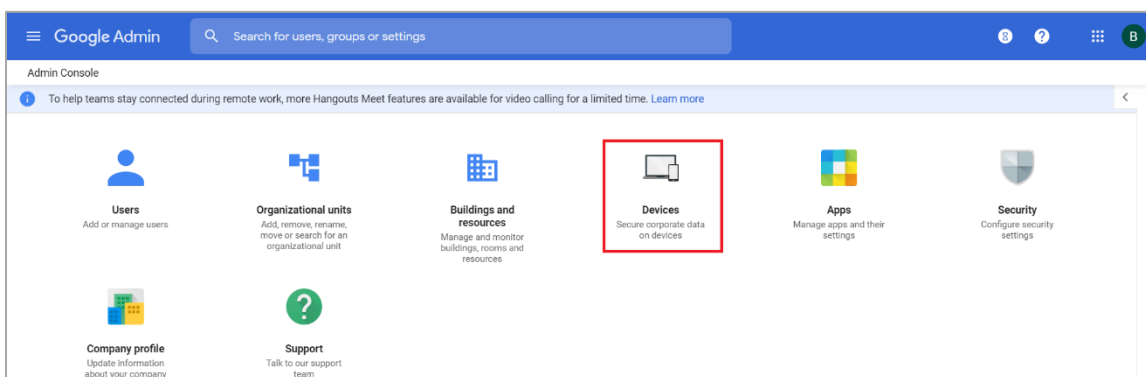 Google Admin
Search for users, groups or settings
B
Admin Console
To help teams stay connected during remote work, more Hangouts Meet features are available for video calling for a limited time. Learn more
Users
Add or manage users
Organizational units
Add, remove, rename,
move or search for an
organizational unit
Buildings and
resources
Manage and monitor
buildings, rooms and
resources
Devices
Secure corporate data
on devices
Apps
Manage apps and their
settings
Security
Configure security
settings
Company profile
Update information
about your company
Support
Talk to our support
team